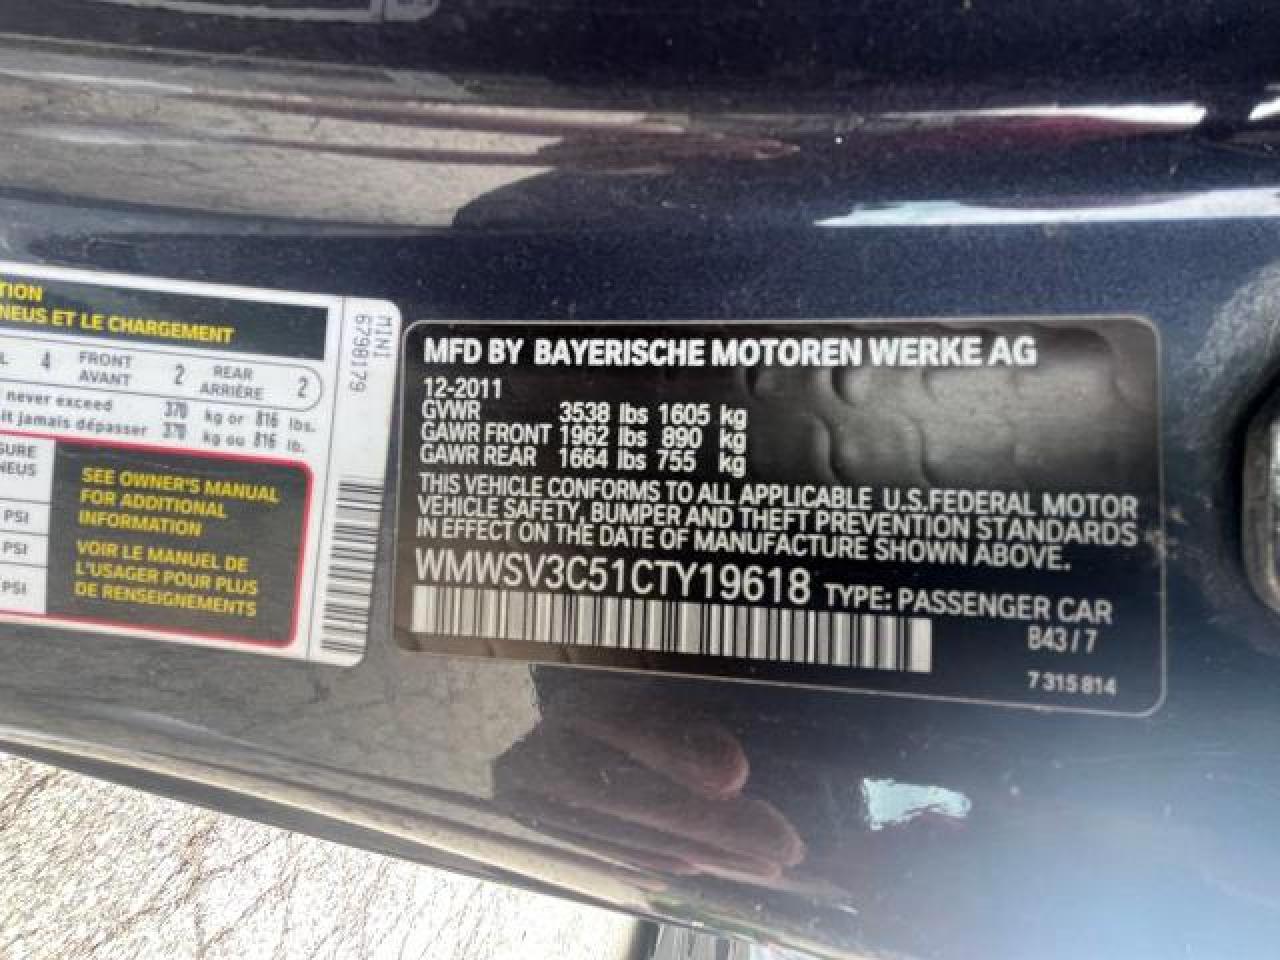 TION
NEUS ET LE CHARGEMENT
4 FRONT AVANT 2 REAR ARRIÈRE 2
never exceed 370 kg or 816 lbs.
jamais dépasser 370 kg ou 816 lb.
SURE
NEUS
PSI
PSI
PSI
SEE OWNER'S MANUAL
FOR ADDITIONAL
INFORMATION
VOIR LE MANUEL DE
L'USAGER POUR PLUS
DE RENSEIGNEMENTS
MINI
6798179
MFD BY BAYERISCHE MOTOREN WERKE AG
12-2011
GVWR 3538 lbs 1605 kg
GAWR FRONT 1962 lbs 890 kg
GAWR REAR 1664 lbs 755 kg
THIS VEHICLE CONFORMS TO ALL APPLICABLE U.S.FEDERAL MOTOR
VEHICLE SAFETY, BUMPER AND THEFT PREVENTION STANDARDS
IN EFFECT ON THE DATE OF MANUFACTURE SHOWN ABOVE.
WMWSV3C51CTY19618 TYPE: PASSENGER CAR
B43 / 7
7 315 814